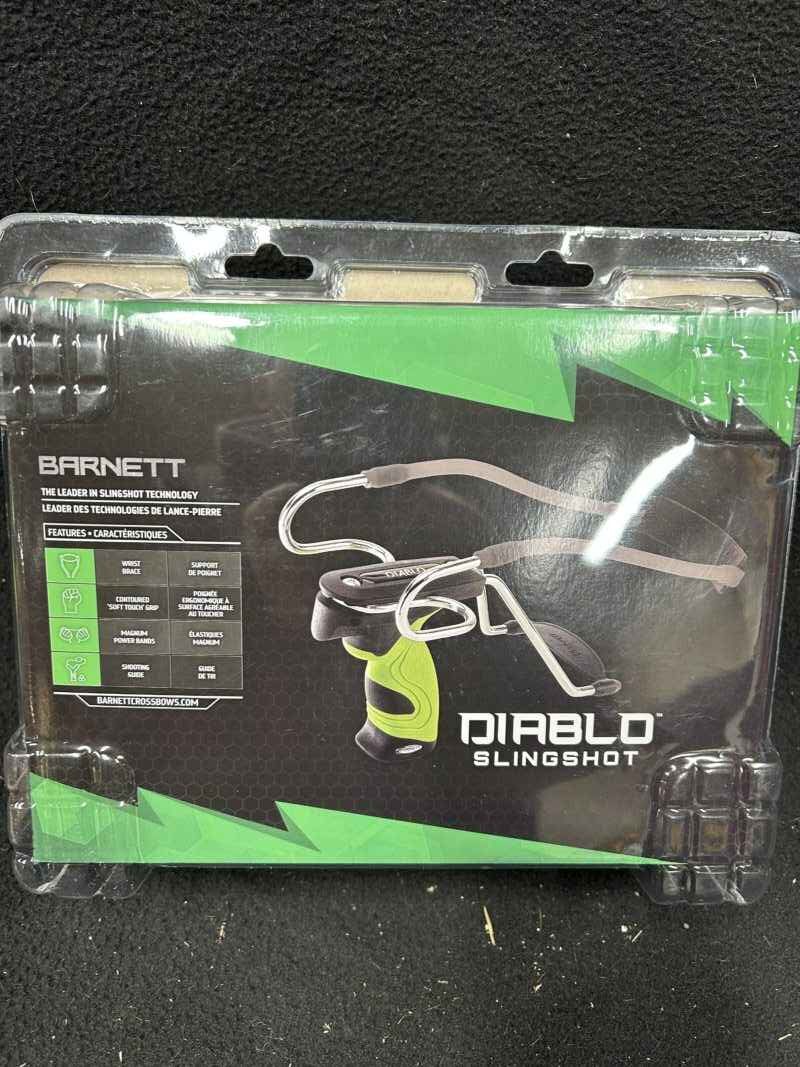 BARNETT
THE LEADER IN SLINGSHOT TECHNOLOGY
LEADER DES TECHNOLOGIES DE LANCE-PIERRE
FEATURES • CARACTÉRISTIQUES
WRIST
BRACE
SUPPORT
DE POIGNET
CONTOURED
'SOFT TOUCH' GRIP
POIGNÉE
ERGONOMIQUE À
SURFACE AGRÉABLE
AU TOUCHER
MAGNUM
POWER BANDS
ÉLASTIQUES
MAGNUM
SHOOTING
GUIDE
GUIDE
DE TIR
BARNETTCROSSBOWS.COM
DIABLO
DIABLO™
SLINGSHOT